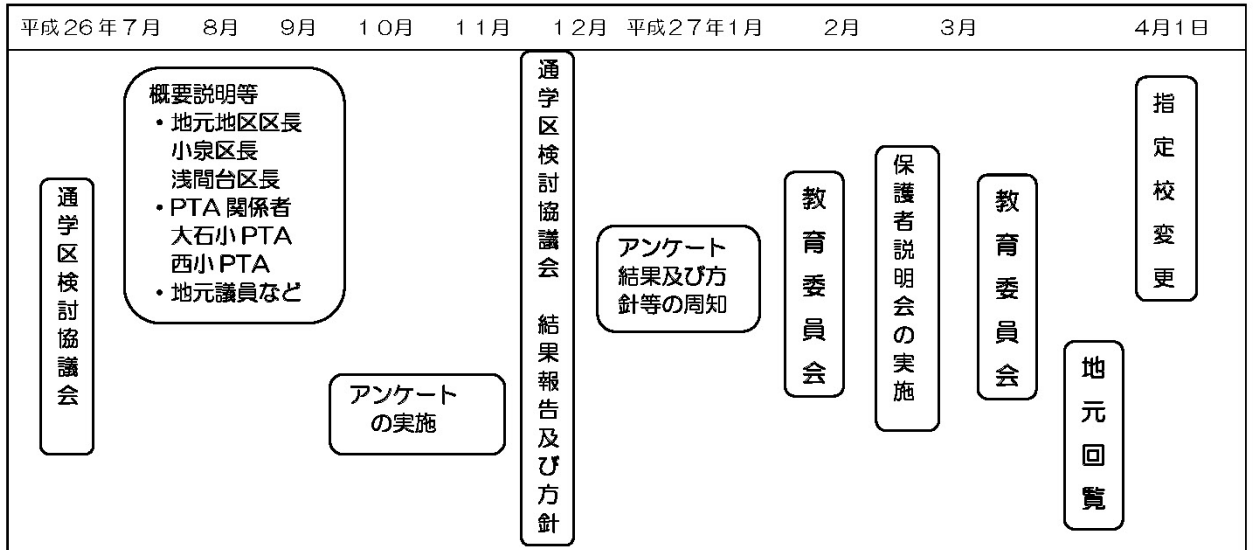 平成26年7月 8月 9月 10月 11月 12月 平成27年1月 2月 3月 4月1日
通学区検討協議会
概要説明等
・地元地区区長
小泉区長
浅間台区長
・PTA関係者
大石小PTA
西小PTA
・地元議員など
アンケート
の実施
通学区検討協議会 結果報告及び方針
アンケート
結果及び方
針等の周知
教育委員会
保護者説明会の実施
教育委員会
地元回覧
指定校変更